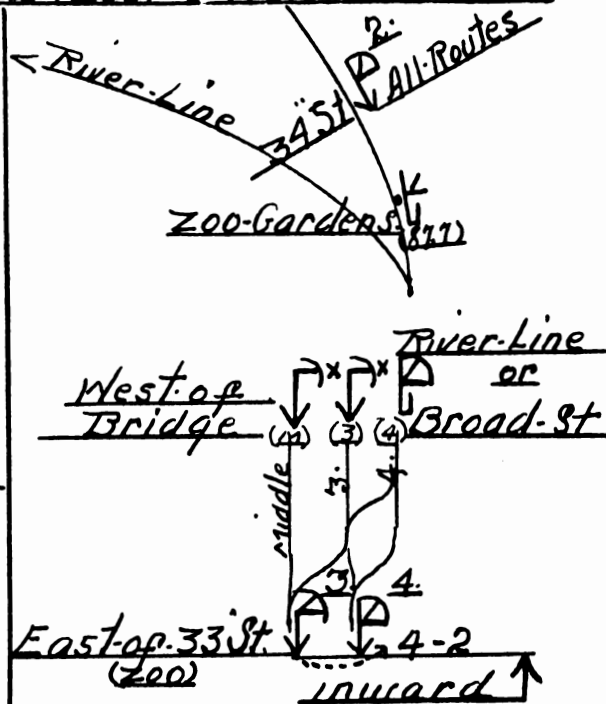 2.
All-Routes
River-Line
34"St
L
Zoo-Gardens.
(877)
River-Line
x x
or
West of
Bridge (M) (3) (4) Broad-St
Middle 3. 4.
3 4.
East-of-33"St. 4-2
(Zoo)
inward